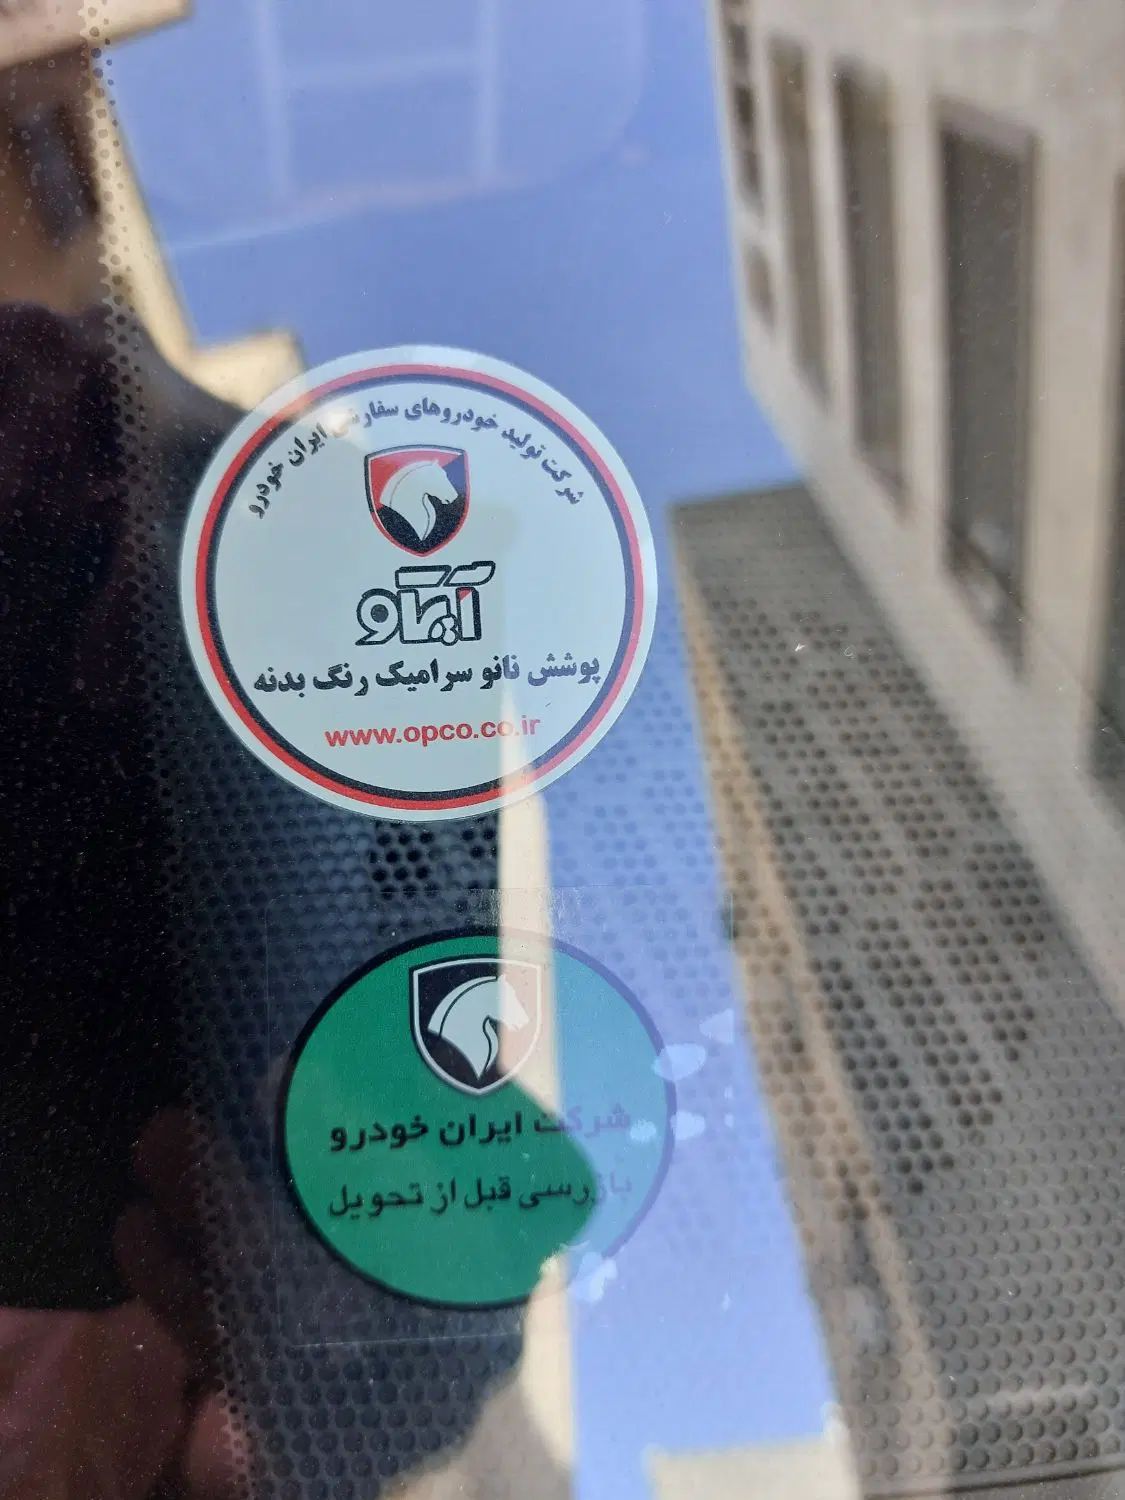 شرکت تولید خودروهای سفارشی ایران خودرو
آپکو
پوشش نانو سرامیک رنگ بدنه
www.opco.co.ir
شرکت ایران خودرو
بازرسی قبل از تحویل